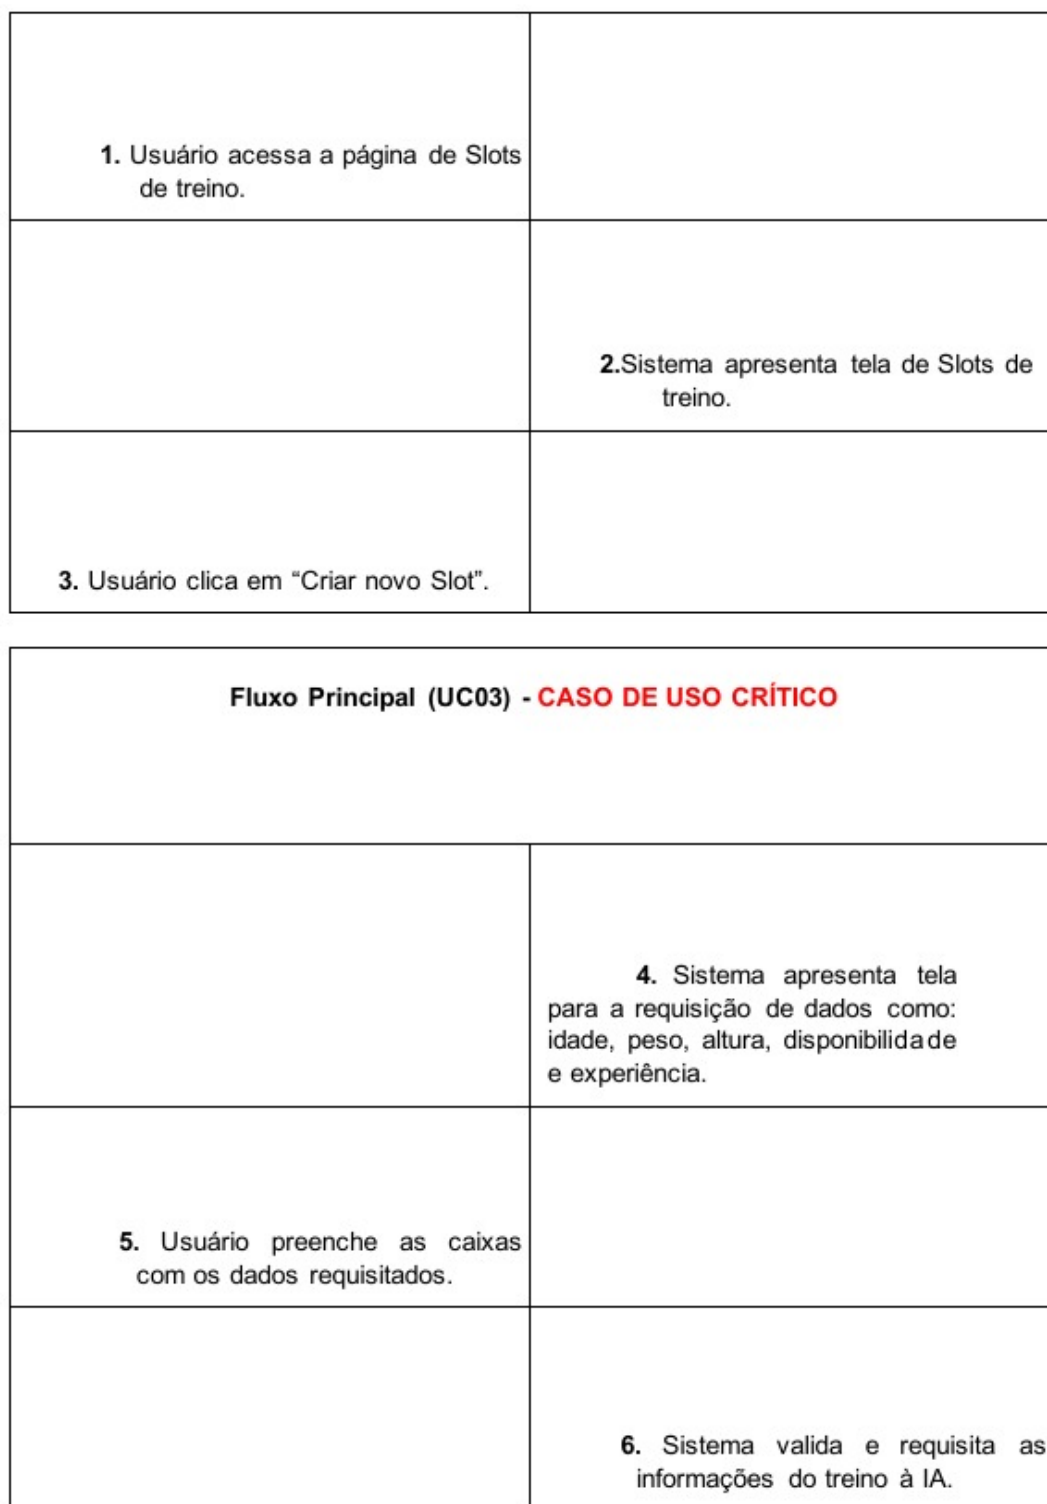 1. Usuário acessa a página de Slots
de treino.
2.Sistema apresenta tela de Slots de
treino.
3. Usuário clica em “Criar novo Slot”.
Fluxo Principal (UC03) - CASO DE USO CRÍTICO
4. Sistema apresenta tela
para a requisição de dados como:
idade, peso, altura, disponibilidade
e experiência.
5. Usuário preenche as caixas
com os dados requisitados.
6. Sistema valida e requisita as
informações do treino à IA.